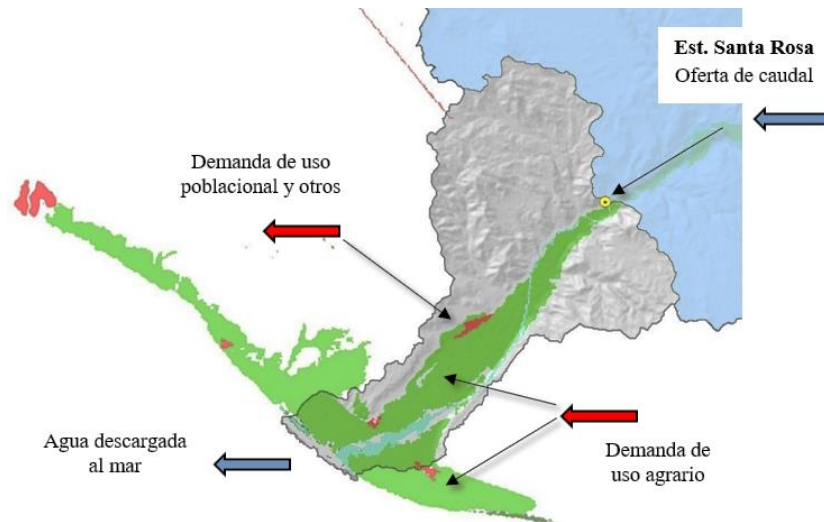 Est. Santa Rosa
Oferta de caudal
Demanda de uso
poblacional y otros
Agua descargada
al mar
Demanda de
uso agrario